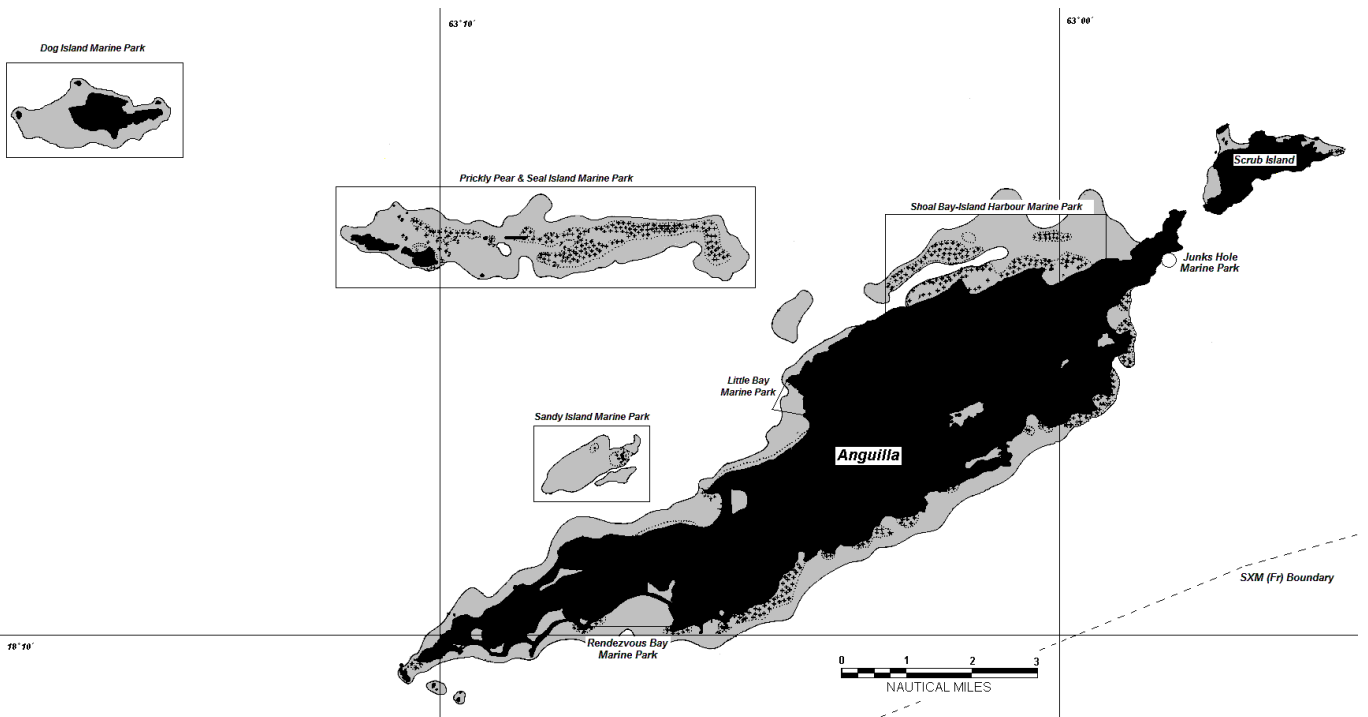 63°10'
63°00'
Dog Island Marine Park
Scrub Island
Prickly Pear & Seal Island Marine Park
Shoal Bay-Island Harbour Marine Park
Junks Hole
Marine Park
Little Bay
Marine Park
Sandy Island Marine Park
Anguilla
SXM (Fr) Boundary
18°10'
Rendezvous Bay
Marine Park
0 1 2 3
NAUTICAL MILES